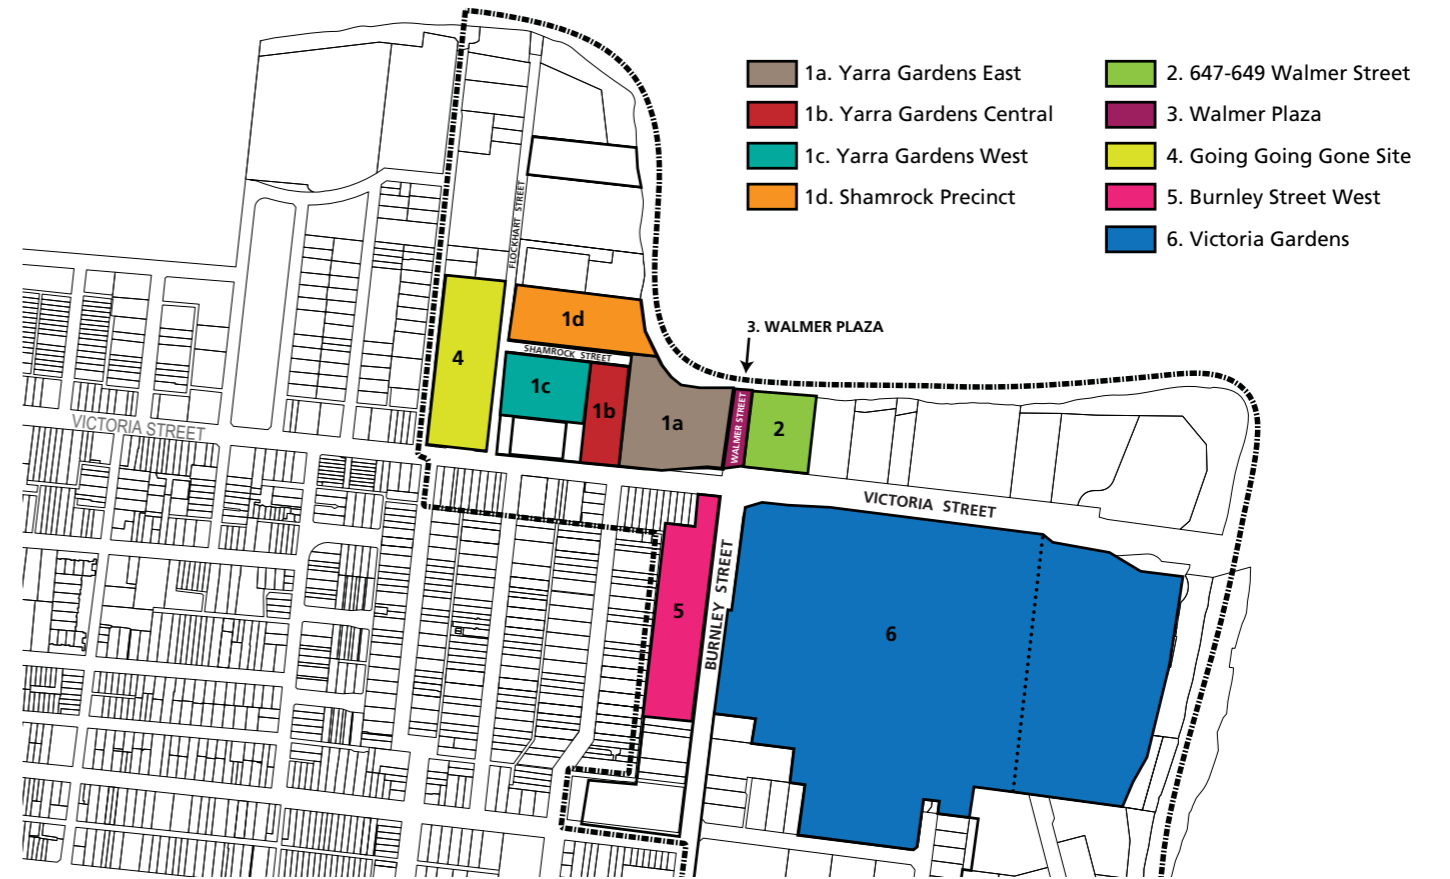 1a. Yarra Gardens East
1b. Yarra Gardens Central
1c. Yarra Gardens West
1d. Shamrock Precinct
2. 647-649 Walmer Street
3. Walmer Plaza
4. Going Going Gone Site
5. Burnley Street West
6. Victoria Gardens
FLOCKHART STREET
1d
3. WALMER PLAZA
SHAMROCK STREET
4
1c
1b
1a
WALMER STREET
2
VICTORIA STREET
VICTORIA STREET
BURNLEY STREET
5
6